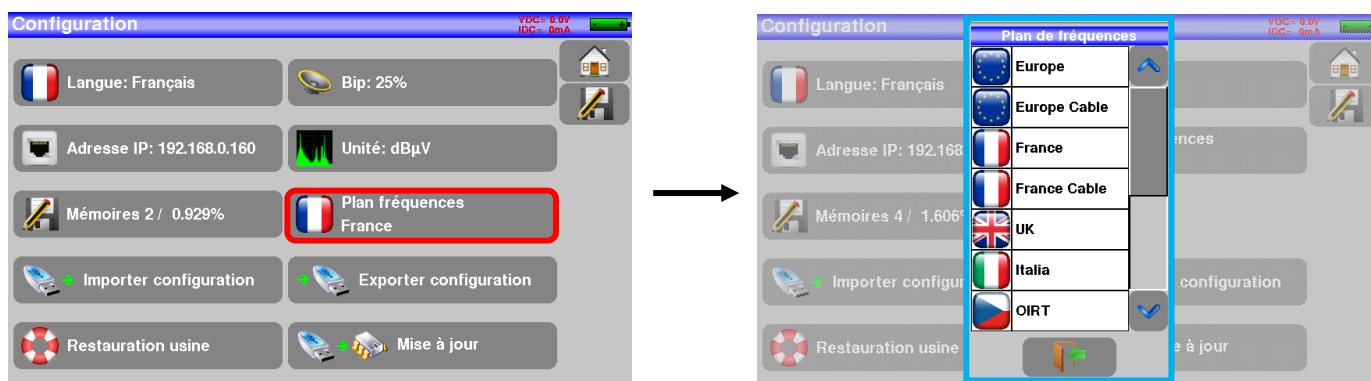 Configuration
VDC= 0.0V
IDC= 0mA
Langue: Français
Bip: 25%
Adresse IP: 192.168.0.160
Unité: dBµV
Mémoires 2 / 0.929%
Plan fréquences
France
Importer configuration
Exporter configuration
Restauration usine
Mise à jour
Configuration
VDC= 0.0V
IDC= 0mA
Plan de fréquences
Europe
Europe Cable
France
France Cable
UK
Italia
OIRT
Langue: Français
Adresse IP: 192.168
ences
Mémoires 4 / 1.606%
Importer configur
configuration
Restauration usine
e à jour